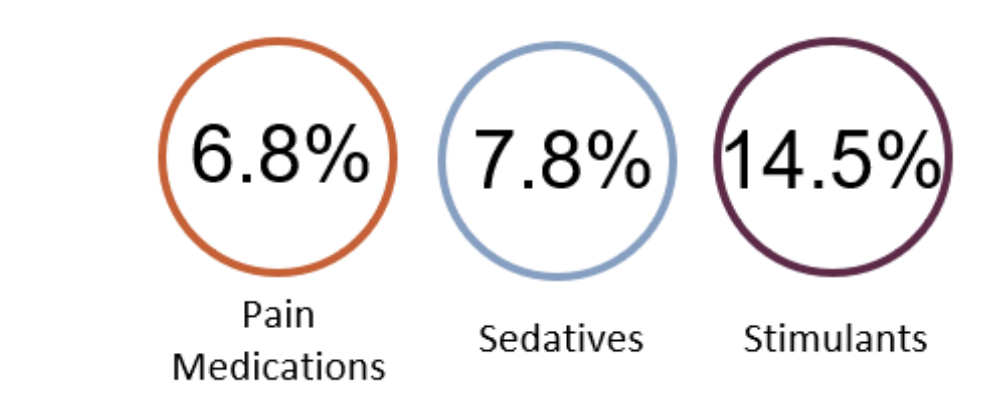 6.8%
7.8%
14.5%
Pain
Medications
Sedatives
Stimulants